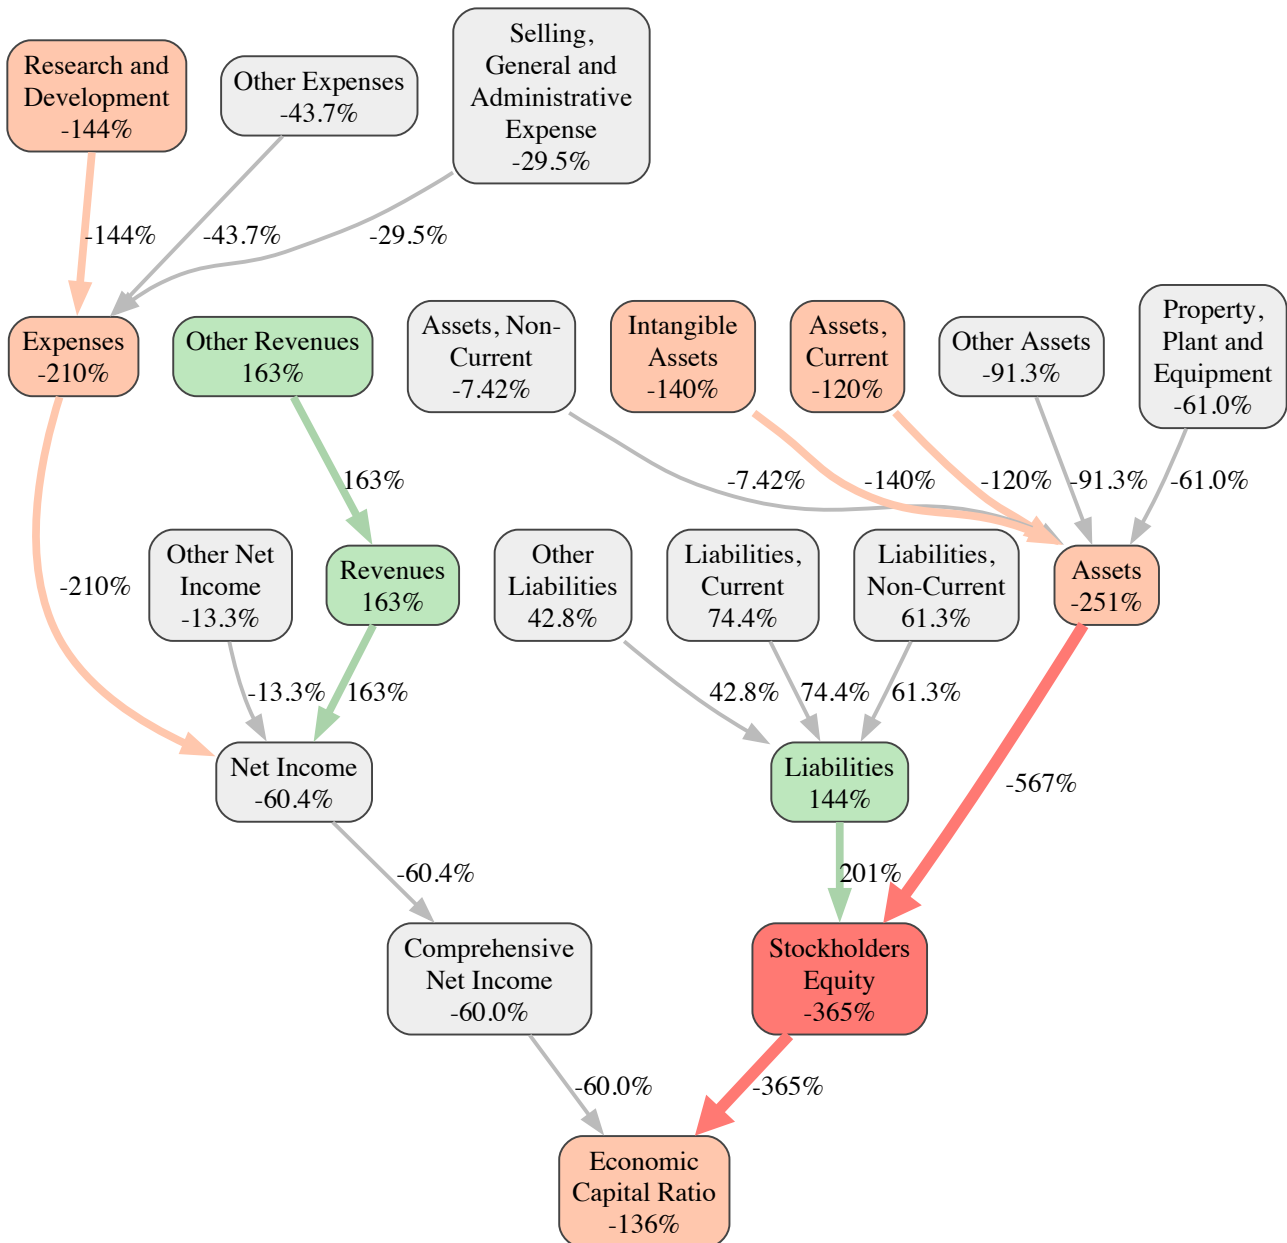 Research and
Development
-144%
Other Expenses
-43.7%
Selling,
General and
Administrative
Expense
-29.5%
-144%
-43.7%
-29.5%
Expenses
-210%
Other Revenues
163%
Assets, Non-
Current
-7.42%
Intangible
Assets
-140%
Assets,
Current
-120%
Other Assets
-91.3%
Property,
Plant and
Equipment
-61.0%
163%
-7.42%
-140%
-120%
-91.3%
-61.0%
-210%
Other Net
Income
-13.3%
Revenues
163%
Other
Liabilities
42.8%
Liabilities,
Current
74.4%
Liabilities,
Non-Current
61.3%
Assets
-251%
-13.3%
163%
42.8%
74.4%
61.3%
Net Income
-60.4%
Liabilities
144%
-567%
-60.4%
201%
Comprehensive
Net Income
-60.0%
Stockholders
Equity
-365%
-60.0%
-365%
Economic
Capital Ratio
-136%